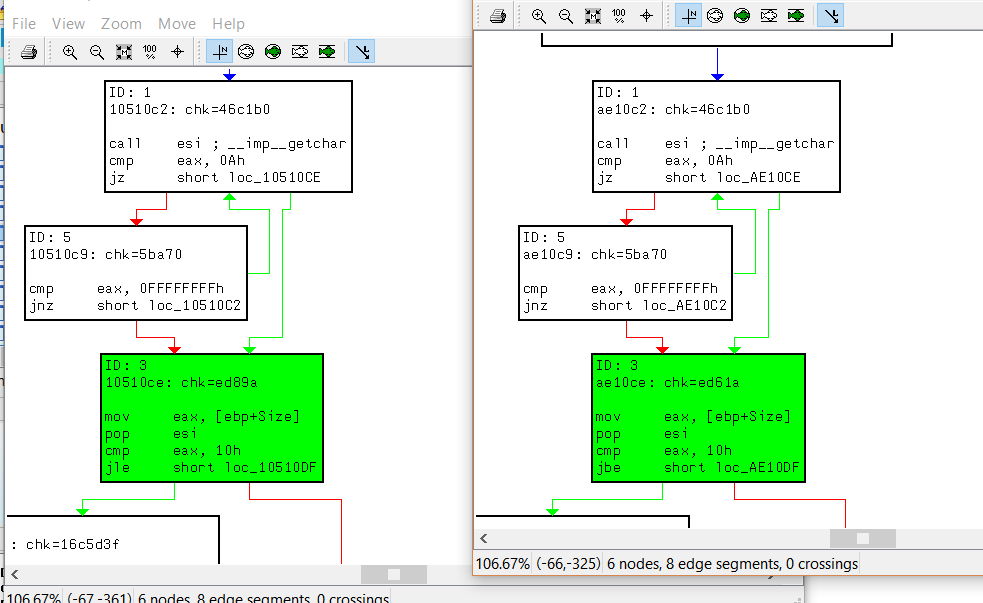 File View Zoom Move Help
100 %
ID: 1
10510c2: chk=46c1b0
call esi ; __imp__getchar
cmp eax, 0Ah
jz short loc_10510CE
ID: 5
10510c9: chk=5ba70
cmp eax, 0FFFFFFFFh
jnz short loc_10510C2
ID: 3
10510ce: chk=ed89a
mov eax, [ebp+Size]
pop esi
cmp eax, 10h
jle short loc_10510DF
: chk=16c5d3f
106.67% (-67,-361) 6 nodes, 8 edge segments, 0 crossings
100 %
ID: 1
ae10c2: chk=46c1b0
call esi ; __imp__getchar
cmp eax, 0Ah
jz short loc_AE10CE
ID: 5
ae10c9: chk=5ba70
cmp eax, 0FFFFFFFFh
jnz short loc_AE10C2
ID: 3
ae10ce: chk=ed61a
mov eax, [ebp+Size]
pop esi
cmp eax, 10h
jbe short loc_AE10DF
106.67% (-66,-325) 6 nodes, 8 edge segments, 0 crossings